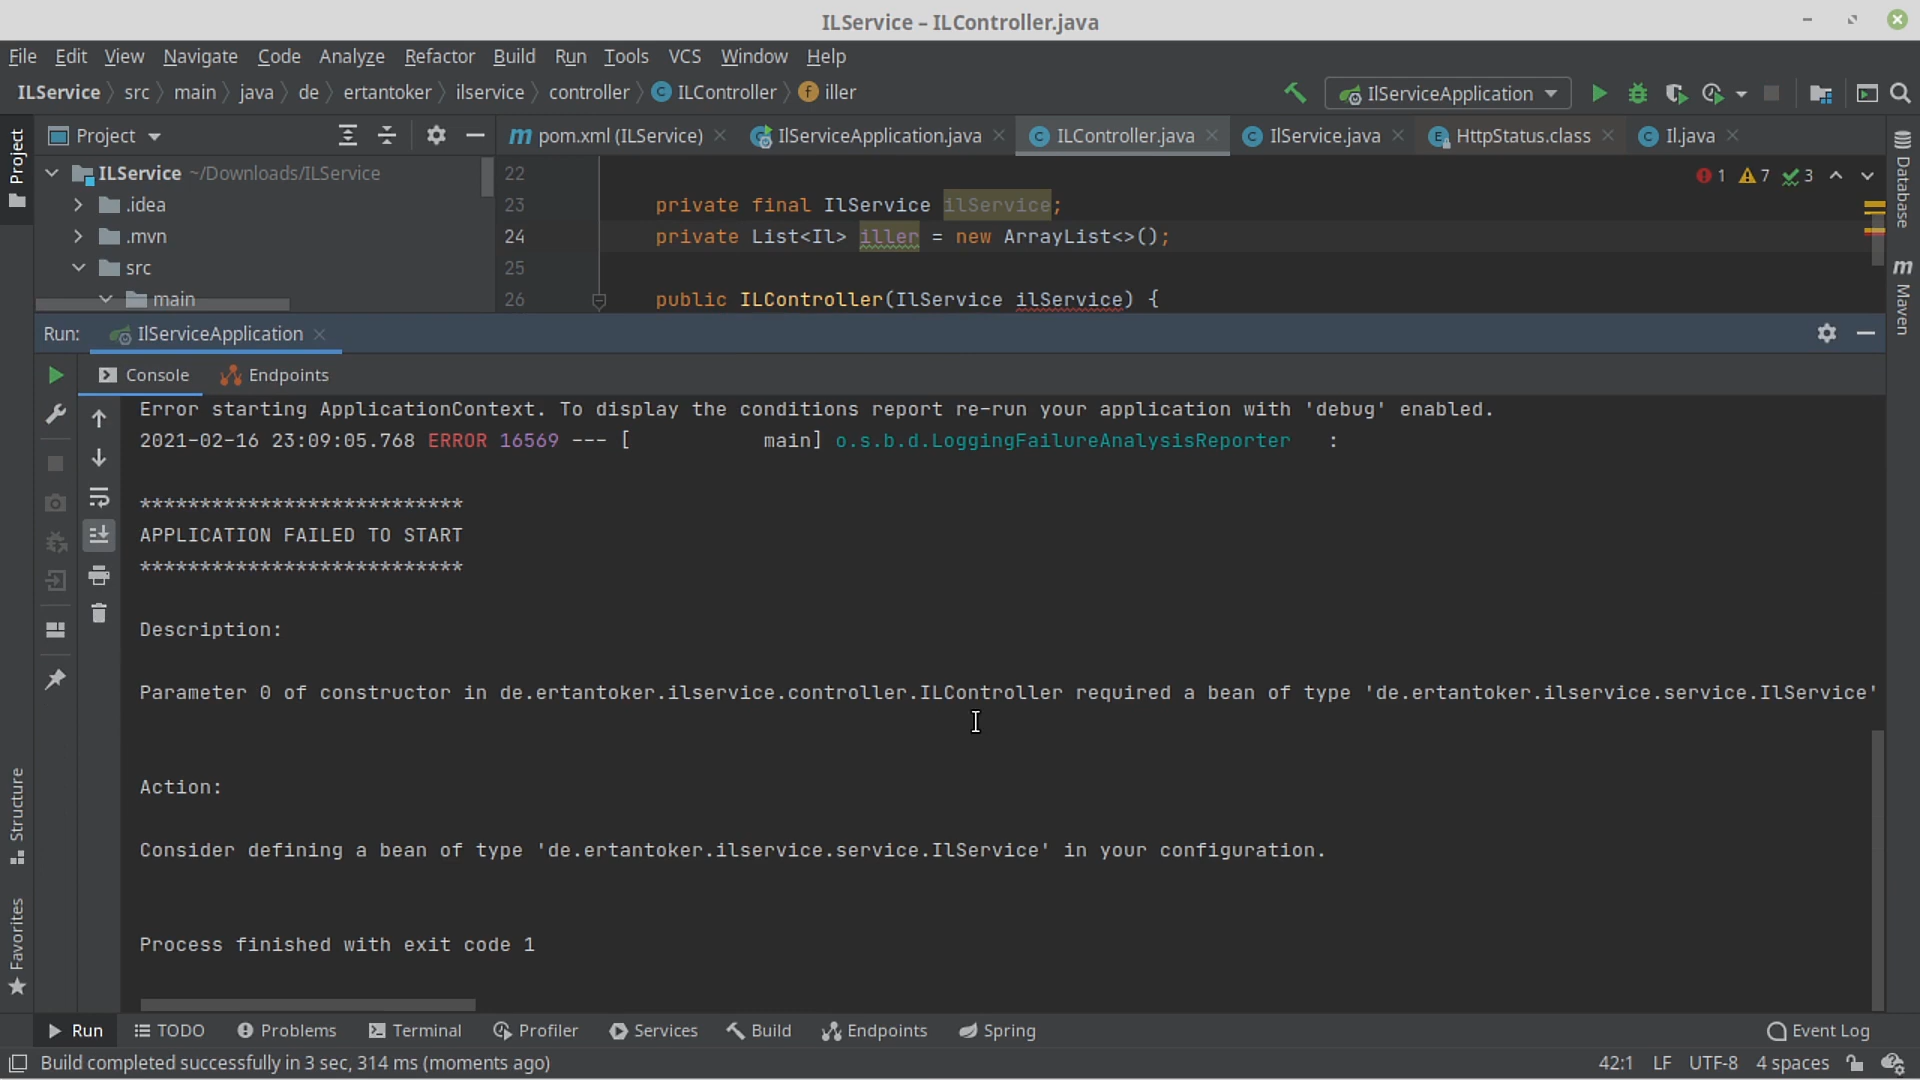 ILService – ILController.java
File Edit View Navigate Code Analyze Refactor Build Run Tools VCS Window Help
ILService src main java de ertantoker ilservice controller ILController iller IlServiceApplication
Project
Project
pom.xml (ILService) IlServiceApplication.java ILController.java IlService.java HttpStatus.class Il.java
ILService ~/Downloads/ILService
.idea
.mvn
src
main
1 7 3
22
23 private final IlService ilService;
24 private List<Il> iller = new ArrayList<>();
25
26 public ILController(IlService ilService) {
Database
Maven
Run: IlServiceApplication
Console Endpoints
Error starting ApplicationContext. To display the conditions report re-run your application with 'debug' enabled.
2021-02-16 23:09:05.768 ERROR 16569 --- [           main] o.s.b.d.LoggingFailureAnalysisReporter   :
***************************
APPLICATION FAILED TO START
***************************
Description:
Parameter 0 of constructor in de.ertantoker.ilservice.controller.ILController required a bean of type 'de.ertantoker.ilservice.service.IlService'
Action:
Consider defining a bean of type 'de.ertantoker.ilservice.service.IlService' in your configuration.
Process finished with exit code 1
Structure
Favorites
Run TODO Problems Terminal Profiler Services Build Endpoints Spring Event Log
Build completed successfully in 3 sec, 314 ms (moments ago) 42:1 LF UTF-8 4 spaces